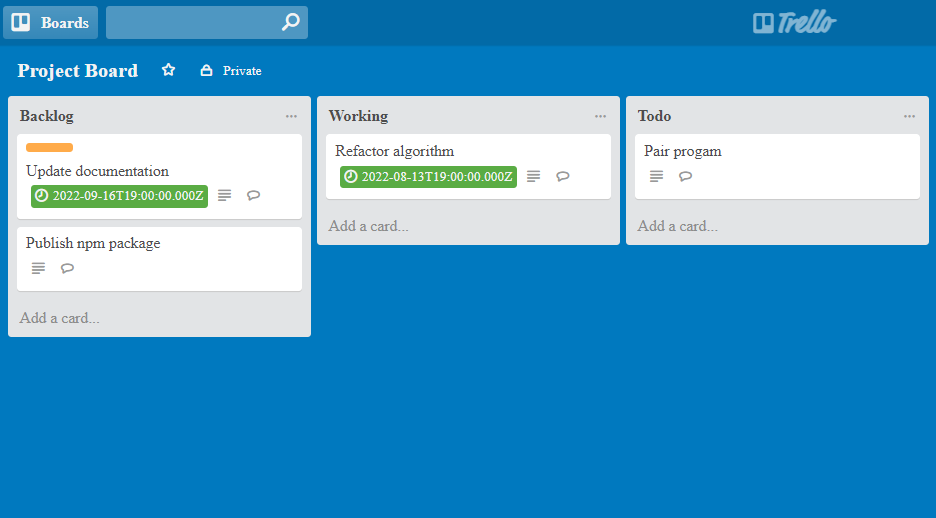 Boards
Trello
Project Board
Private
Backlog
Update documentation
2022-09-16T19:00:00.000Z
Publish npm package
Add a card...
Working
Refactor algorithm
2022-08-13T19:00:00.000Z
Add a card...
Todo
Pair progam
Add a card...